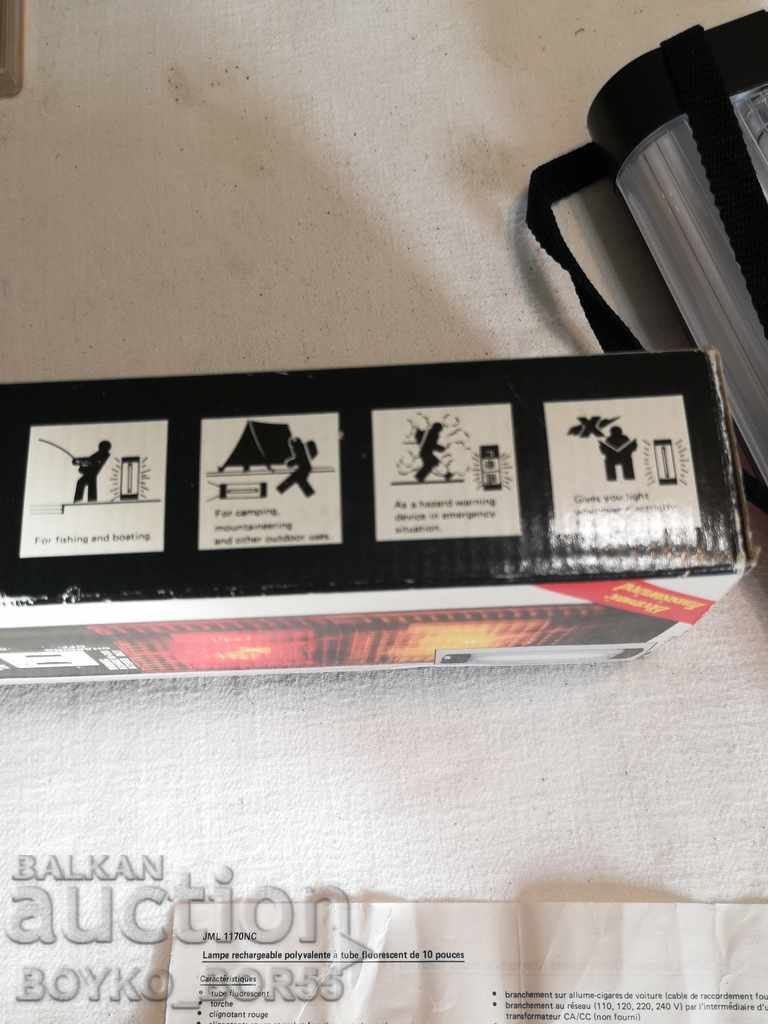 For fishing and boating.
For camping,
mountaineering
and other outdoor uses.
As a hazard warning
device in emergency
situation.
Gives you light
BALKAN
auction
BOYKO_AOR55
JML 1170NC
Lampe rechargeable polyvalente à tube fluorescent de 10 pouces
Caractéristiques
° tube fluorescent
° torche
° clignotant rouge
• branchement sur allume-cigares de voiture (cable de raccordement fou
• branchement au réseau (110, 120, 220, 240 V) par l'intermédiaire d'u
transformateur CA/CC (non fourni)